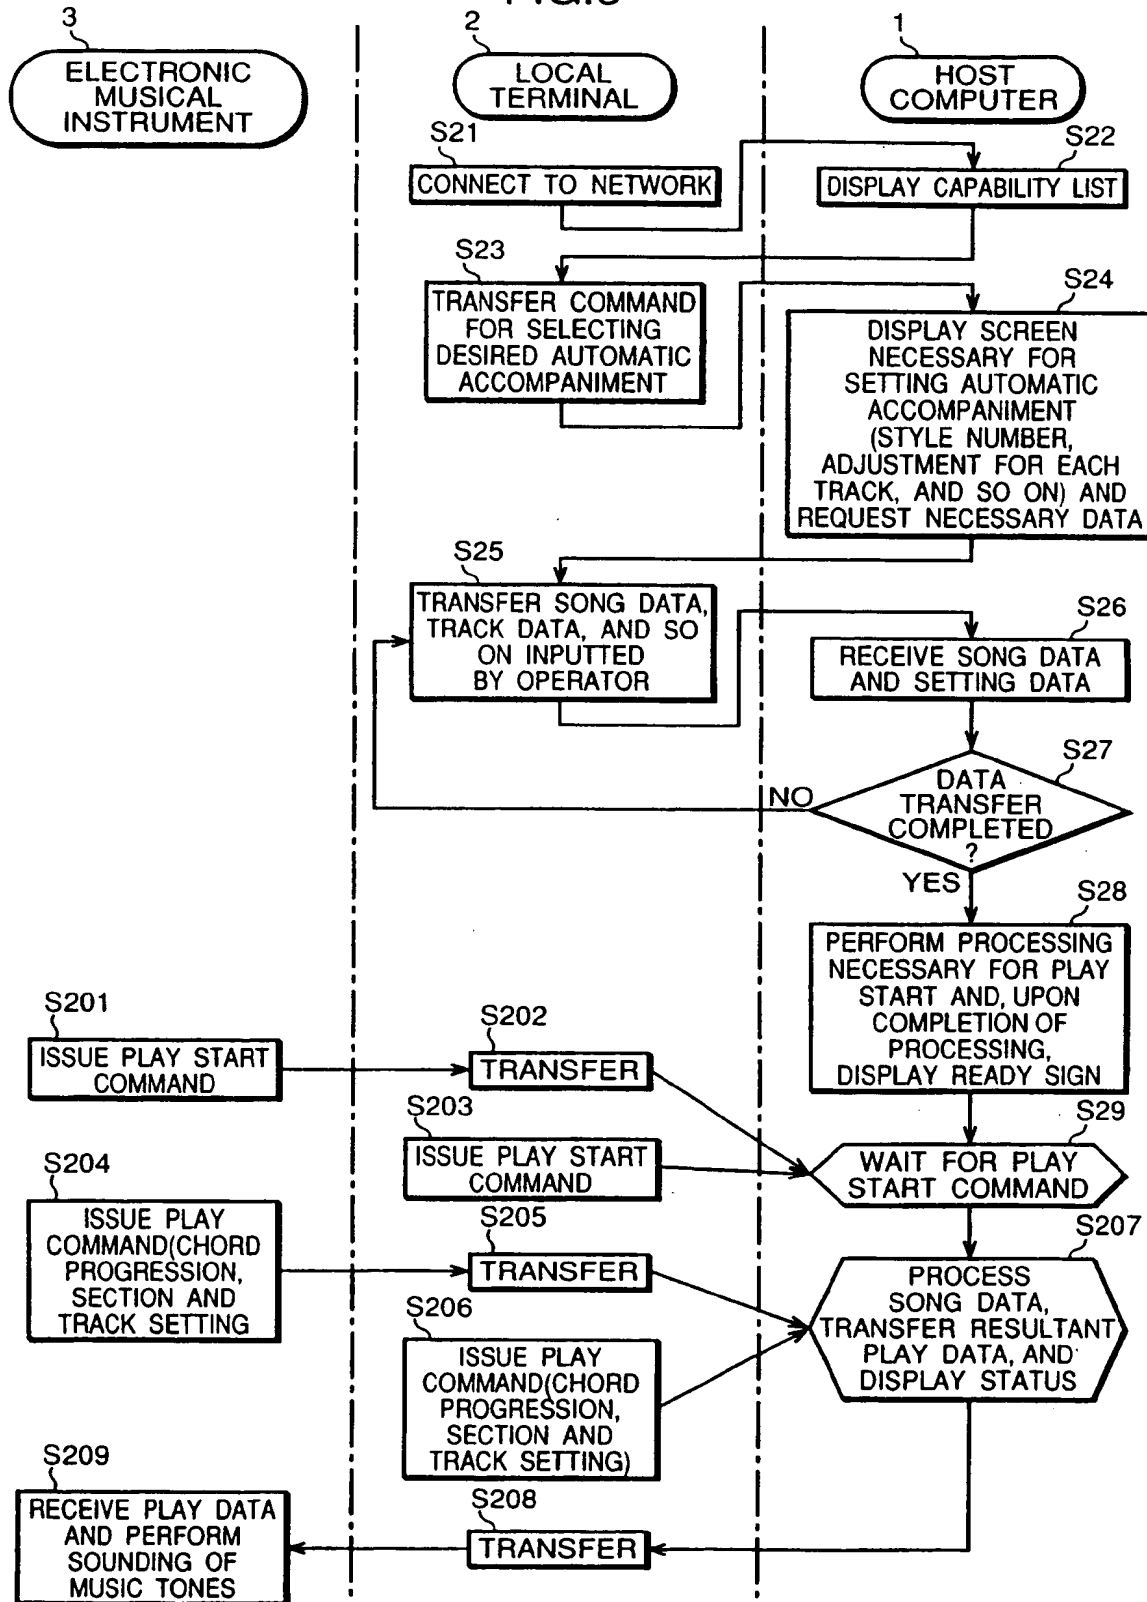 3
ELECTRONIC
MUSICAL
INSTRUMENT
2
LOCAL
TERMINAL
1
HOST
COMPUTER
S21
CONNECT TO NETWORK
S22
DISPLAY CAPABILITY LIST
S23
TRANSFER COMMAND
FOR SELECTING
DESIRED AUTOMATIC
ACCOMPANIMENT
S24
DISPLAY SCREEN
NECESSARY FOR
SETTING AUTOMATIC
ACCOMPANIMENT
(STYLE NUMBER,
ADJUSTMENT FOR EACH
TRACK, AND SO ON) AND
REQUEST NECESSARY DATA
S25
TRANSFER SONG DATA,
TRACK DATA, AND SO
ON INPUTTED
BY OPERATOR
S26
RECEIVE SONG DATA
AND SETTING DATA
S27
DATA
TRANSFER
COMPLETED
?
NO
YES
S28
PERFORM PROCESSING
NECESSARY FOR PLAY
START AND, UPON
COMPLETION OF
PROCESSING,
DISPLAY READY SIGN
S201
ISSUE PLAY START
COMMAND
S202
TRANSFER
S203
ISSUE PLAY START
COMMAND
S29
WAIT FOR PLAY
START COMMAND
S204
ISSUE PLAY
COMMAND(CHORD
PROGRESSION,
SECTION AND
TRACK SETTING
S205
TRANSFER
S206
ISSUE PLAY
COMMAND(CHORD
PROGRESSION,
SECTION AND
TRACK SETTING)
S207
PROCESS
SONG DATA,
TRANSFER RESULTANT
PLAY DATA, AND
DISPLAY STATUS
S208
TRANSFER
S209
RECEIVE PLAY DATA
AND PERFORM
SOUNDING OF
MUSIC TONES